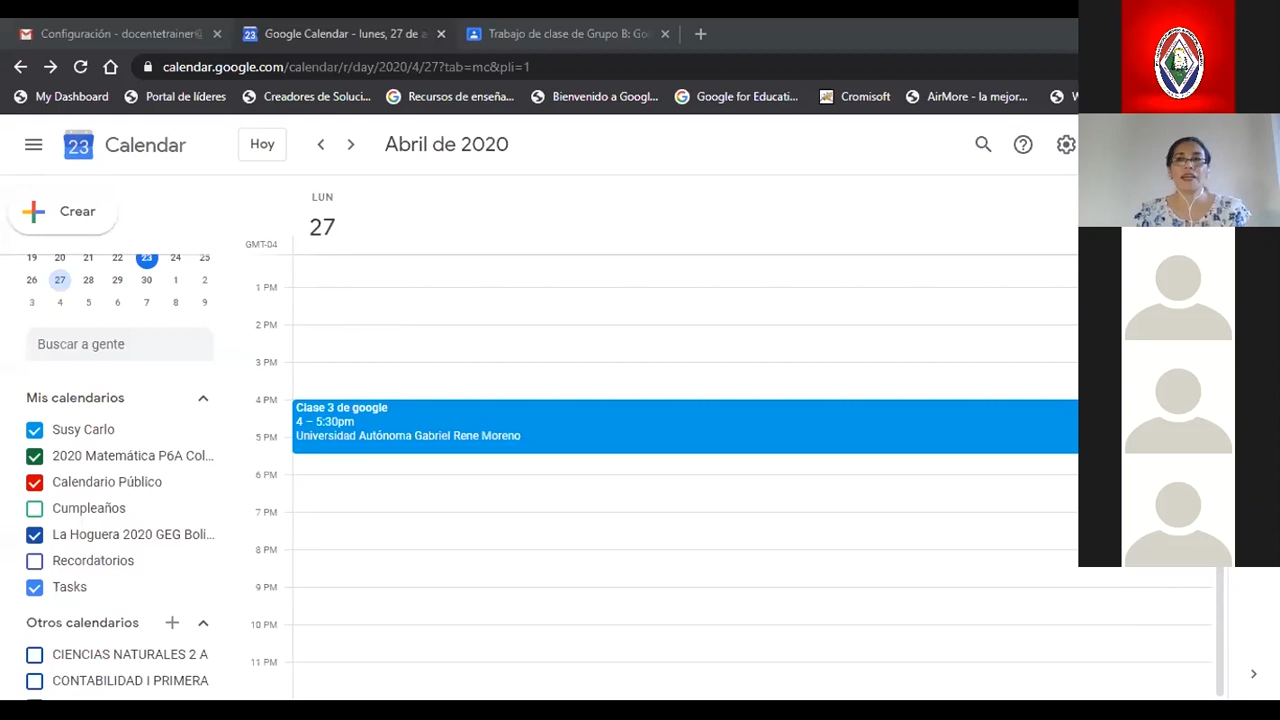 Configuración - docentetrainer
Google Calendar - lunes, 27 de a
Trabajo de clase de Grupo B: Go
calendar.google.com/calendar/r/day/2020/4/27?tab=mc&pli=1
My Dashboard
Portal de líderes
Creadores de Soluci...
Recursos de enseña...
Bienvenido a Googl...
Google for Educati...
Cromisoft
AirMore - la mejor...
23 Calendar
Hoy
Abril de 2020
Crear
LUN
27
GMT-04
19 20 21 22 23 24 25
26 27 28 29 30 1 2
3 4 5 6 7 8 9
Buscar a gente
Mis calendarios
Susy Carlo
2020 Matemática P6A Col...
Calendario Público
Cumpleaños
La Hoguera 2020 GEG Boli...
Recordatorios
Tasks
Otros calendarios
CIENCIAS NATURALES 2 A
CONTABILIDAD I PRIMERA
1 PM
2 PM
3 PM
4 PM
Clase 3 de google
4 – 5:30pm
Universidad Autónoma Gabriel Rene Moreno
5 PM
6 PM
7 PM
8 PM
9 PM
10 PM
11 PM